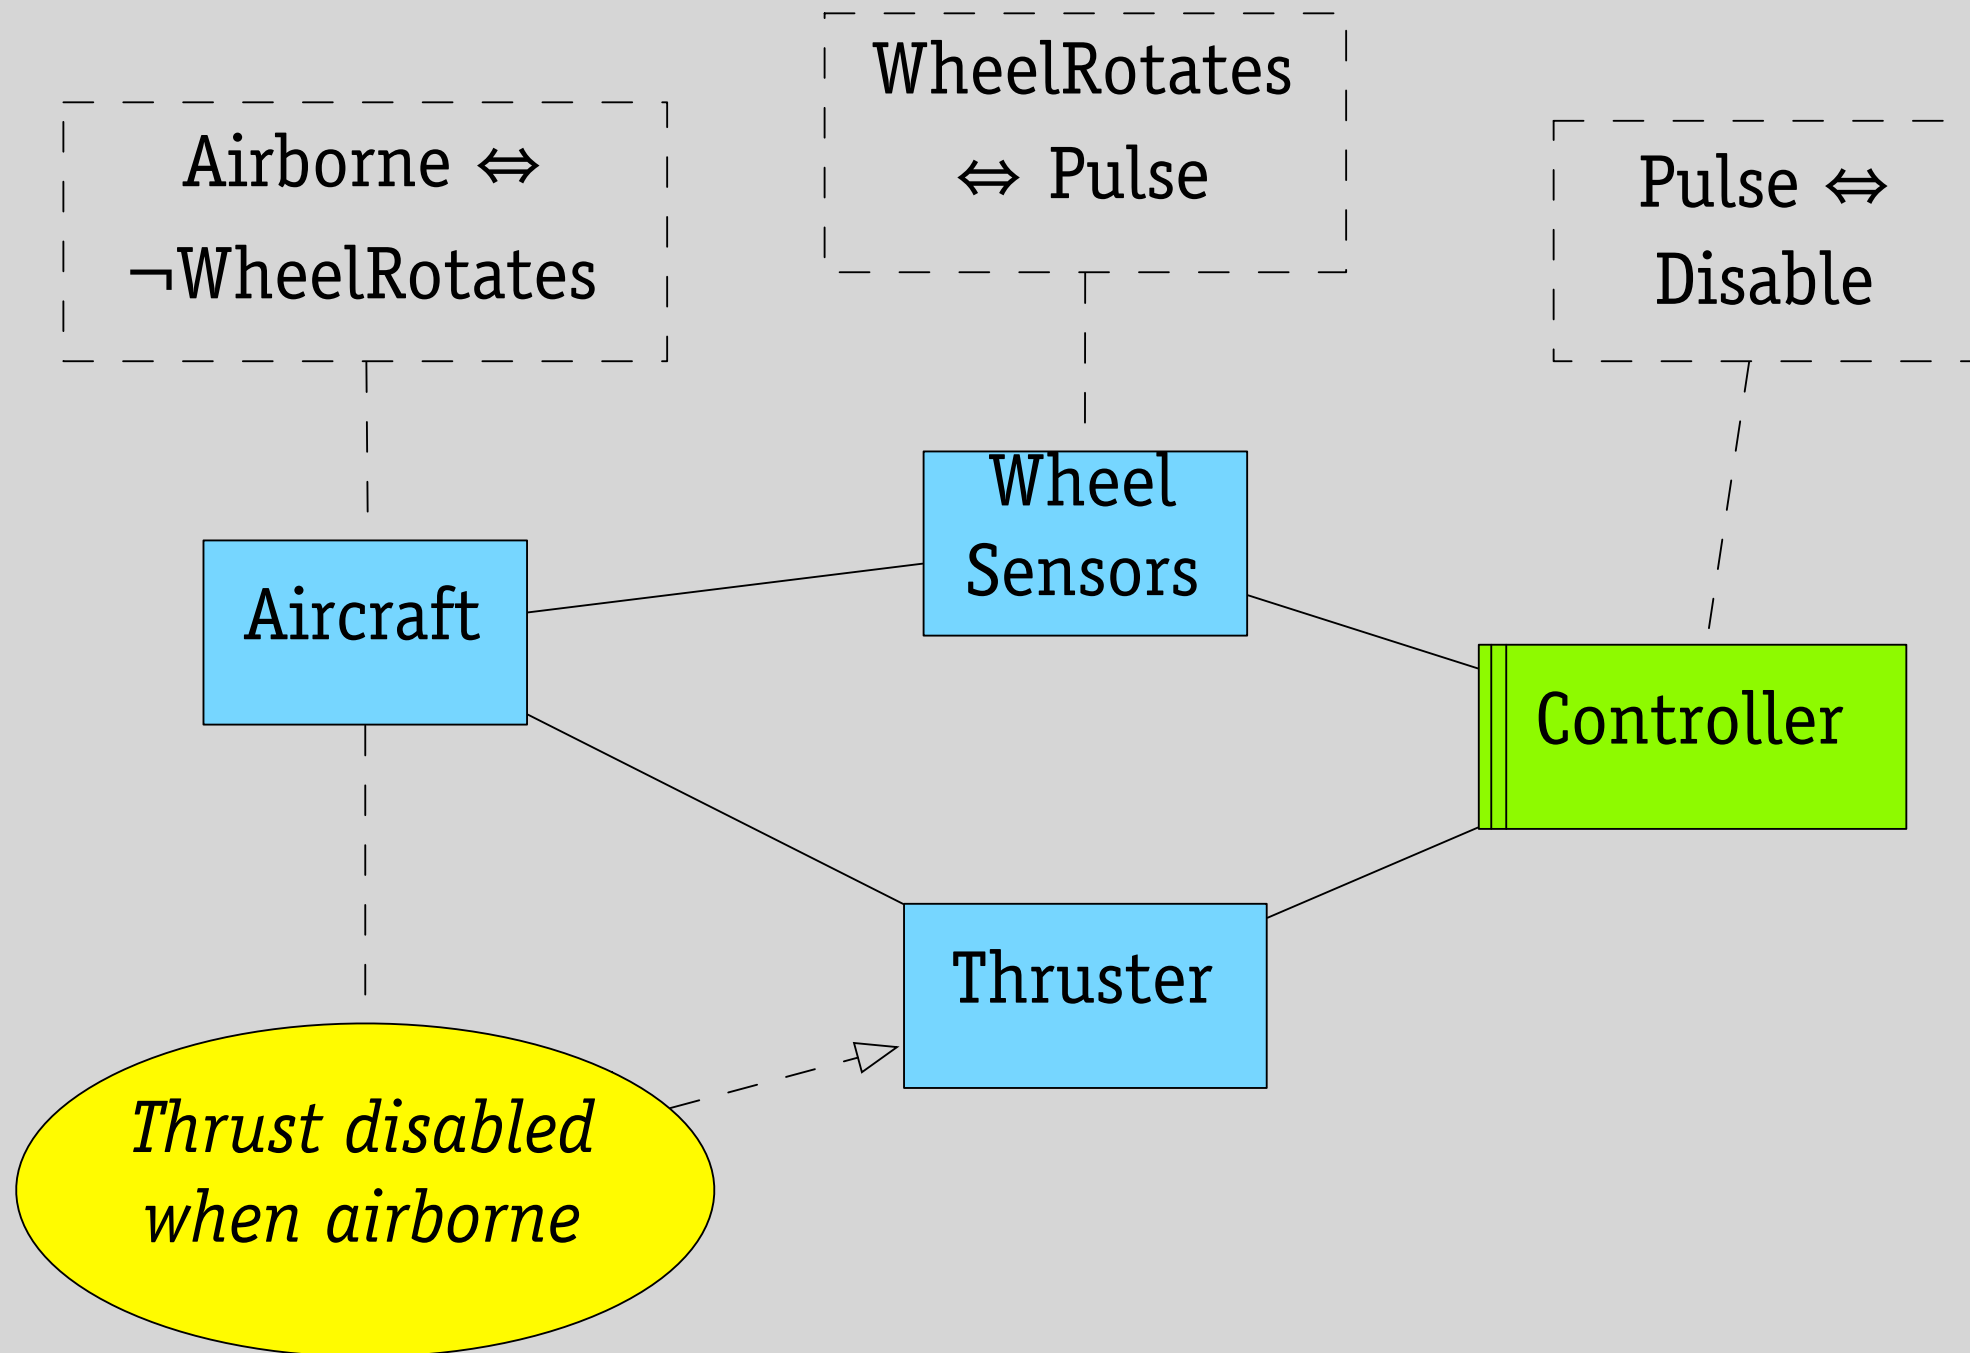 WheelRotates
⇔ Pulse
Airborne ⇔
¬WheelRotates
Pulse ⇔
Disable
Wheel
Sensors
Aircraft
Controller
Thruster
Thrust disabled
when airborne